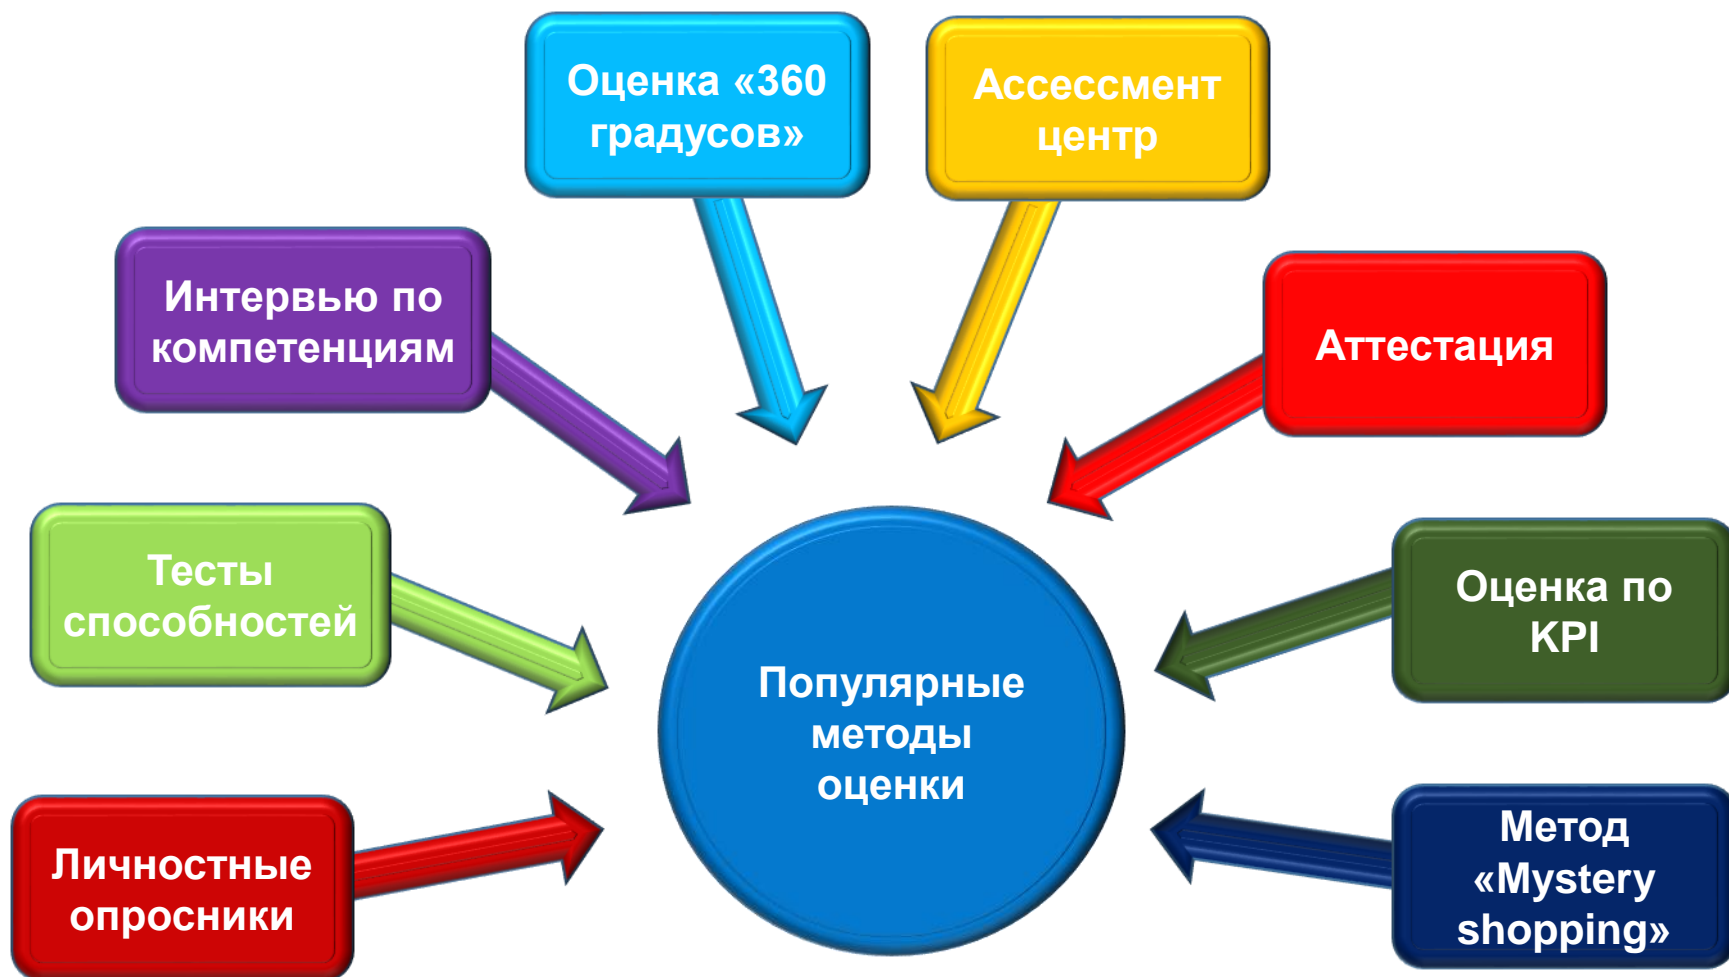 Оценка «360
градусов»
Ассессмент
центр
Интервью по
компетенциям
Аттестация
Тесты
способностей
Оценка по
KPI
Популярные
методы
оценки
Личностные
опросники
Метод
«Mystery
shopping»